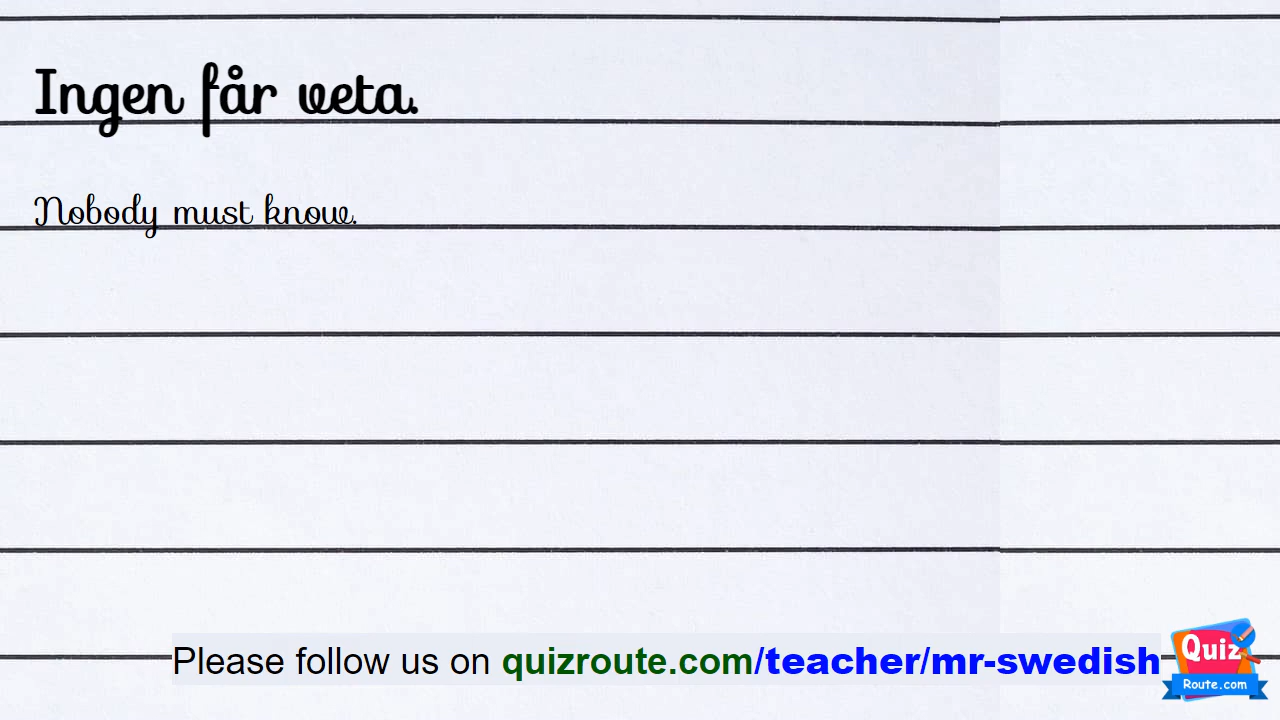 Ingen får veta.
Nobody must know.
Please follow us on quizroute.com/teacher/mr-swedish
Quiz
Route.com